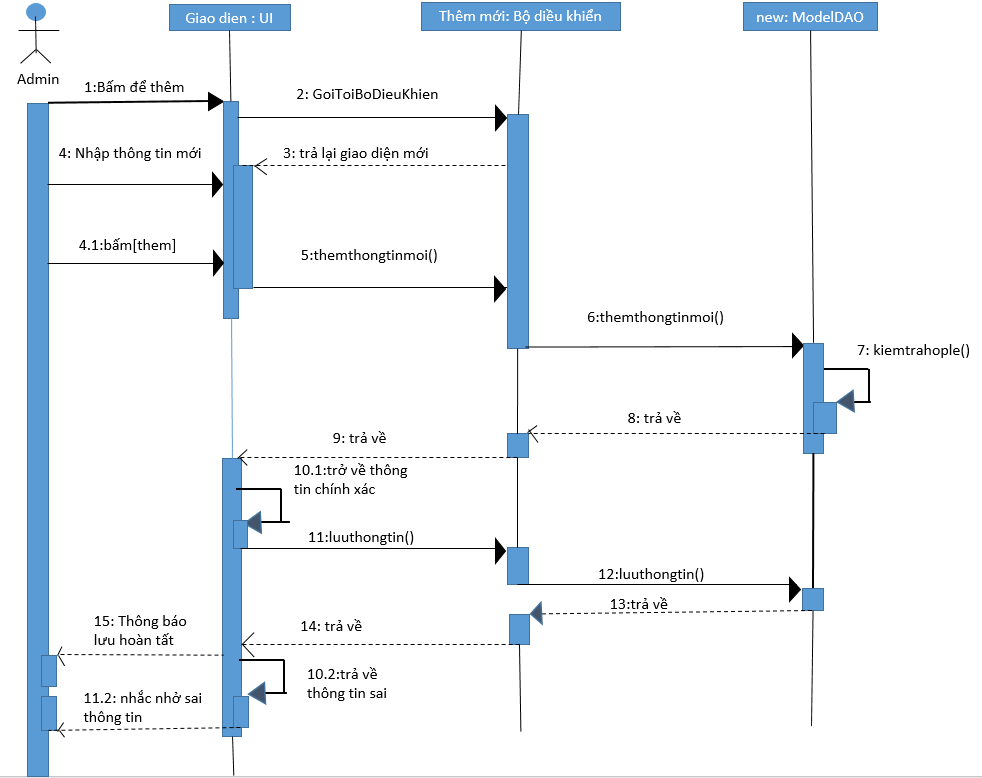 Giao dien : UI
Thêm mới: Bộ diều khiển
new: ModelDAO
Admin
1:Bấm để thêm
2: GoiToiBoDieuKhien
3: trả lại giao diện mới
4: Nhập thông tin mới
4.1:bấm[them]
5:themthongtinmoi()
6:themthongtinmoi()
7: kiemtrahople()
8: trả về
9: trả về
10.1:trở về thông
tin chính xác
11:luuthongtin()
12:luuthongtin()
13:trả về
14: trả về
15: Thông báo
lưu hoàn tất
10.2:trả về
thông tin sai
11.2: nhắc nhở sai
thông tin